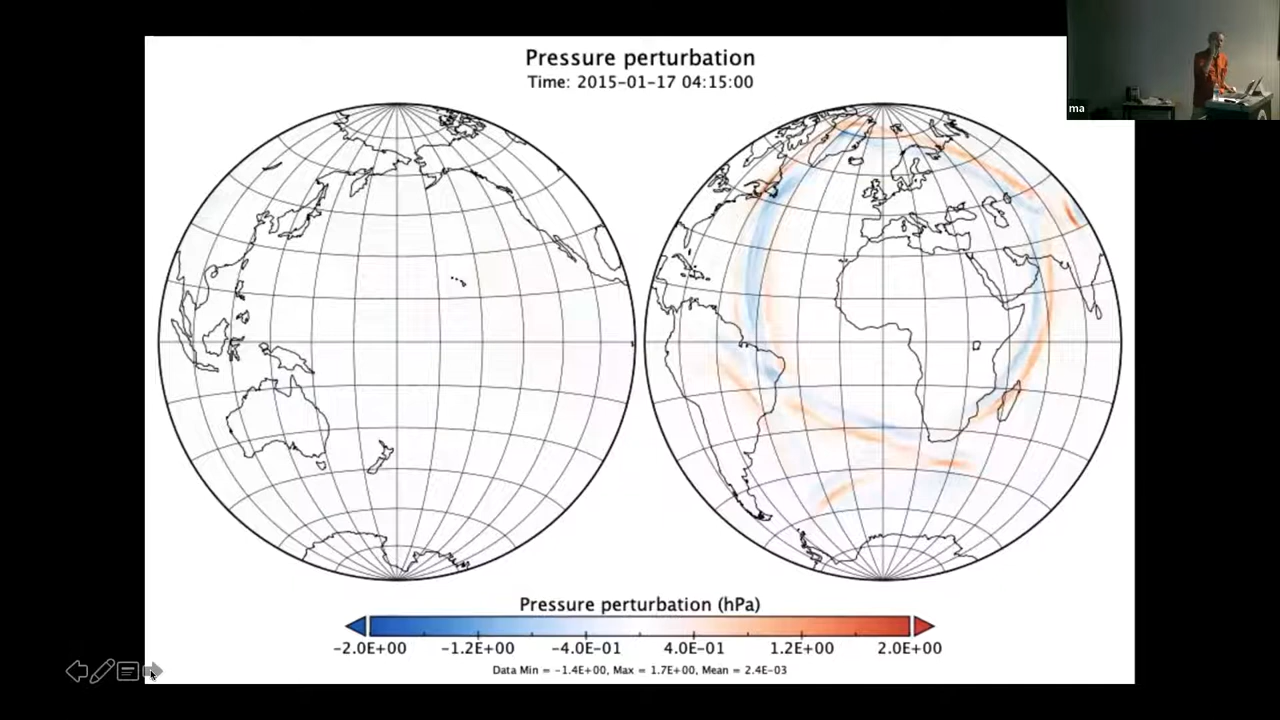 Pressure perturbation
Time: 2015-01-17 04:15:00
ma
Pressure perturbation (hPa)
-2.0E+00 -1.2E+00 -4.0E-01 4.0E-01 1.2E+00 2.0E+00
Data Min = -1.4E+00, Max = 1.7E+00, Mean = 2.4E-03